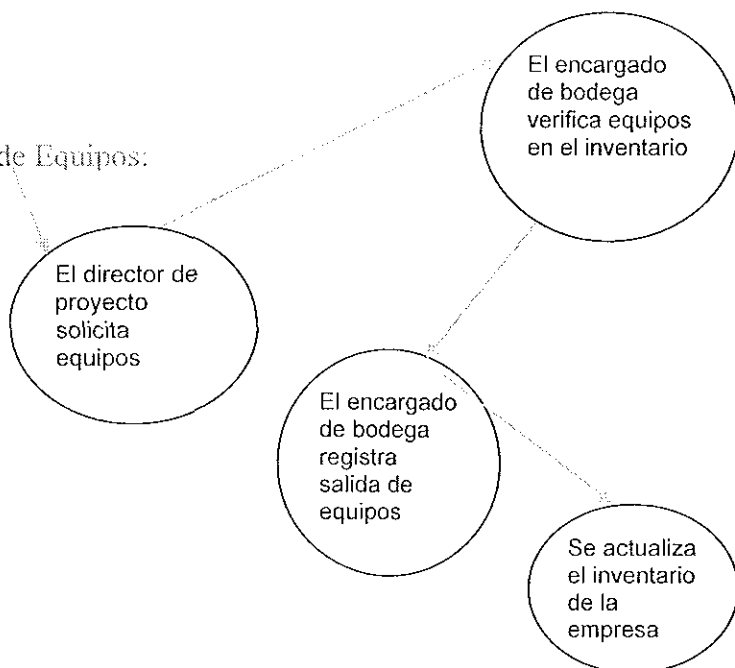 de Equipos:
El director de
proyecto
solicita
equipos
El encargado
de bodega
verifica equipos
en el inventario
El encargado
de bodega
registra
salida de
equipos
Se actualiza
el inventario
de la
empresa